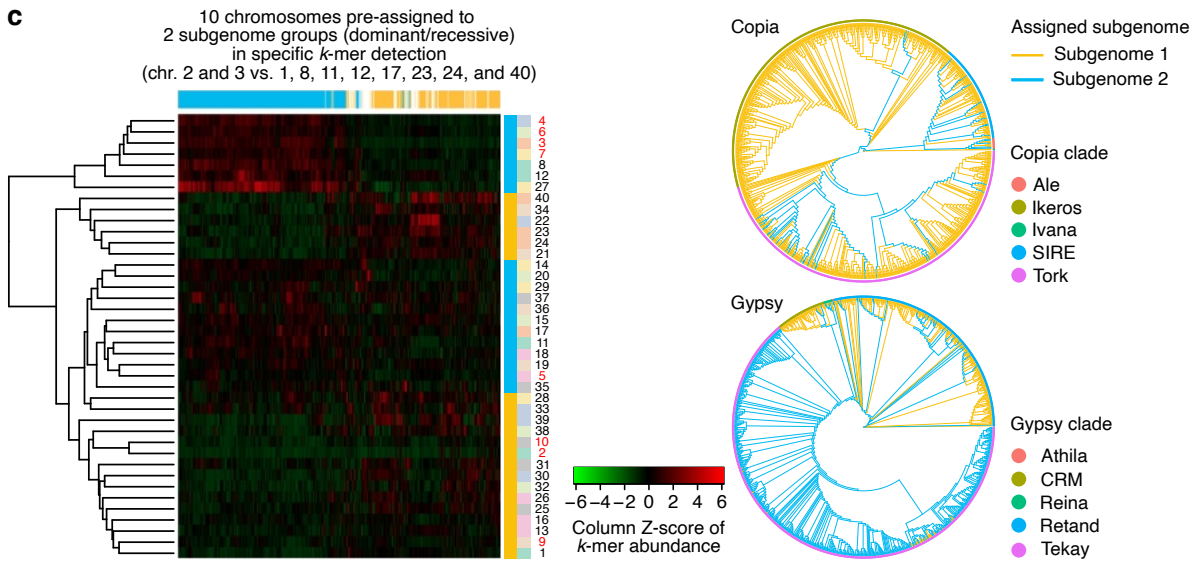 c
10 chromosomes pre-assigned to
2 subgenome groups (dominant/recessive)
in specific k-mer detection
(chr. 2 and 3 vs. 1, 8, 11, 12, 17, 23, 24, and 40)
4
6
3
7
8
12
27
40
34
22
23
24
21
14
20
29
37
36
15
17
11
18
19
5
35
28
33
39
38
10
2
31
30
32
26
25
16
13
9
1
−6 −4 −2 0 2 4 6
Column Z-score of
k-mer abundance
Copia
Assigned subgenome
Subgenome 1
Subgenome 2
Copia clade
Ale
Ikeros
Ivana
SIRE
Tork
Gypsy
Gypsy clade
Athila
CRM
Reina
Retand
Tekay